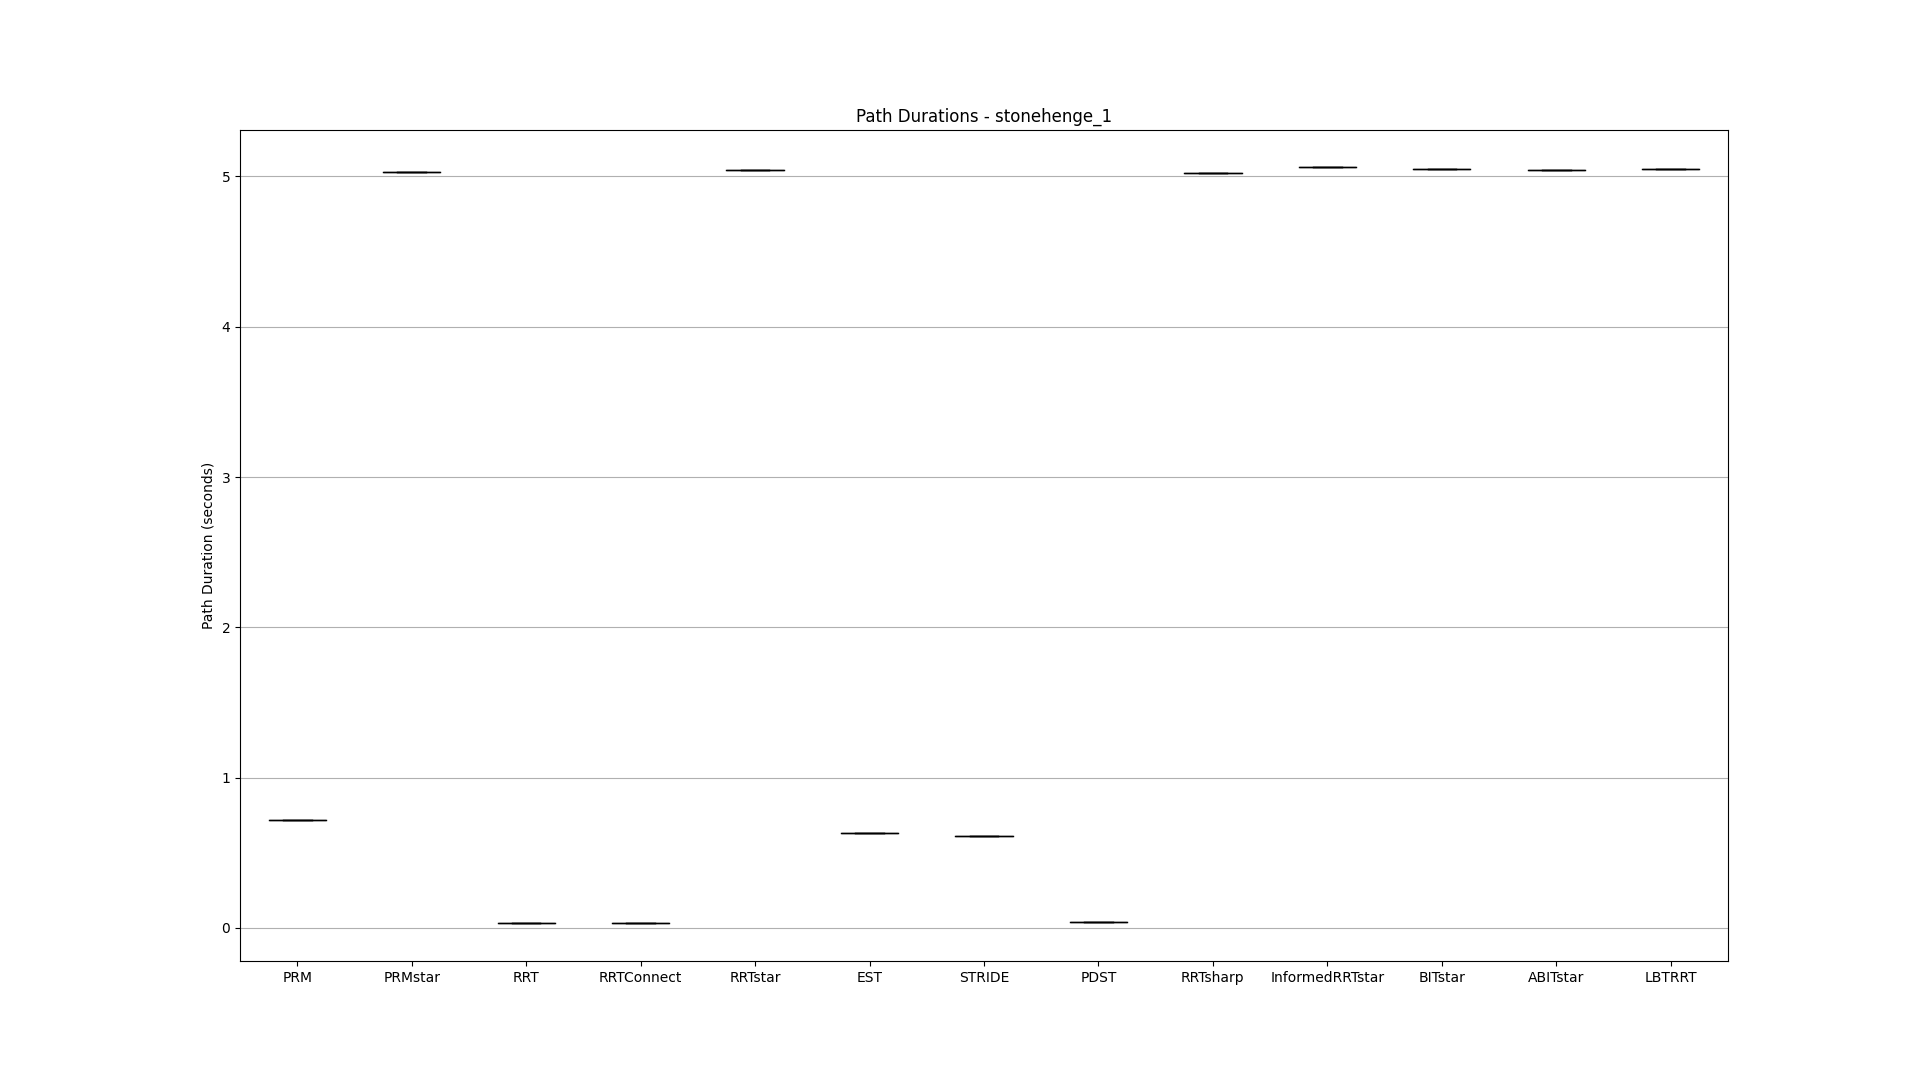 Path Durations - stonehenge_1
Path Duration (seconds)
5
4
3
2
1
0
PRM PRMstar RRT RRTConnect RRTstar EST STRIDE PDST RRTsharp InformedRRTstar BITstar ABITstar LBTRRT